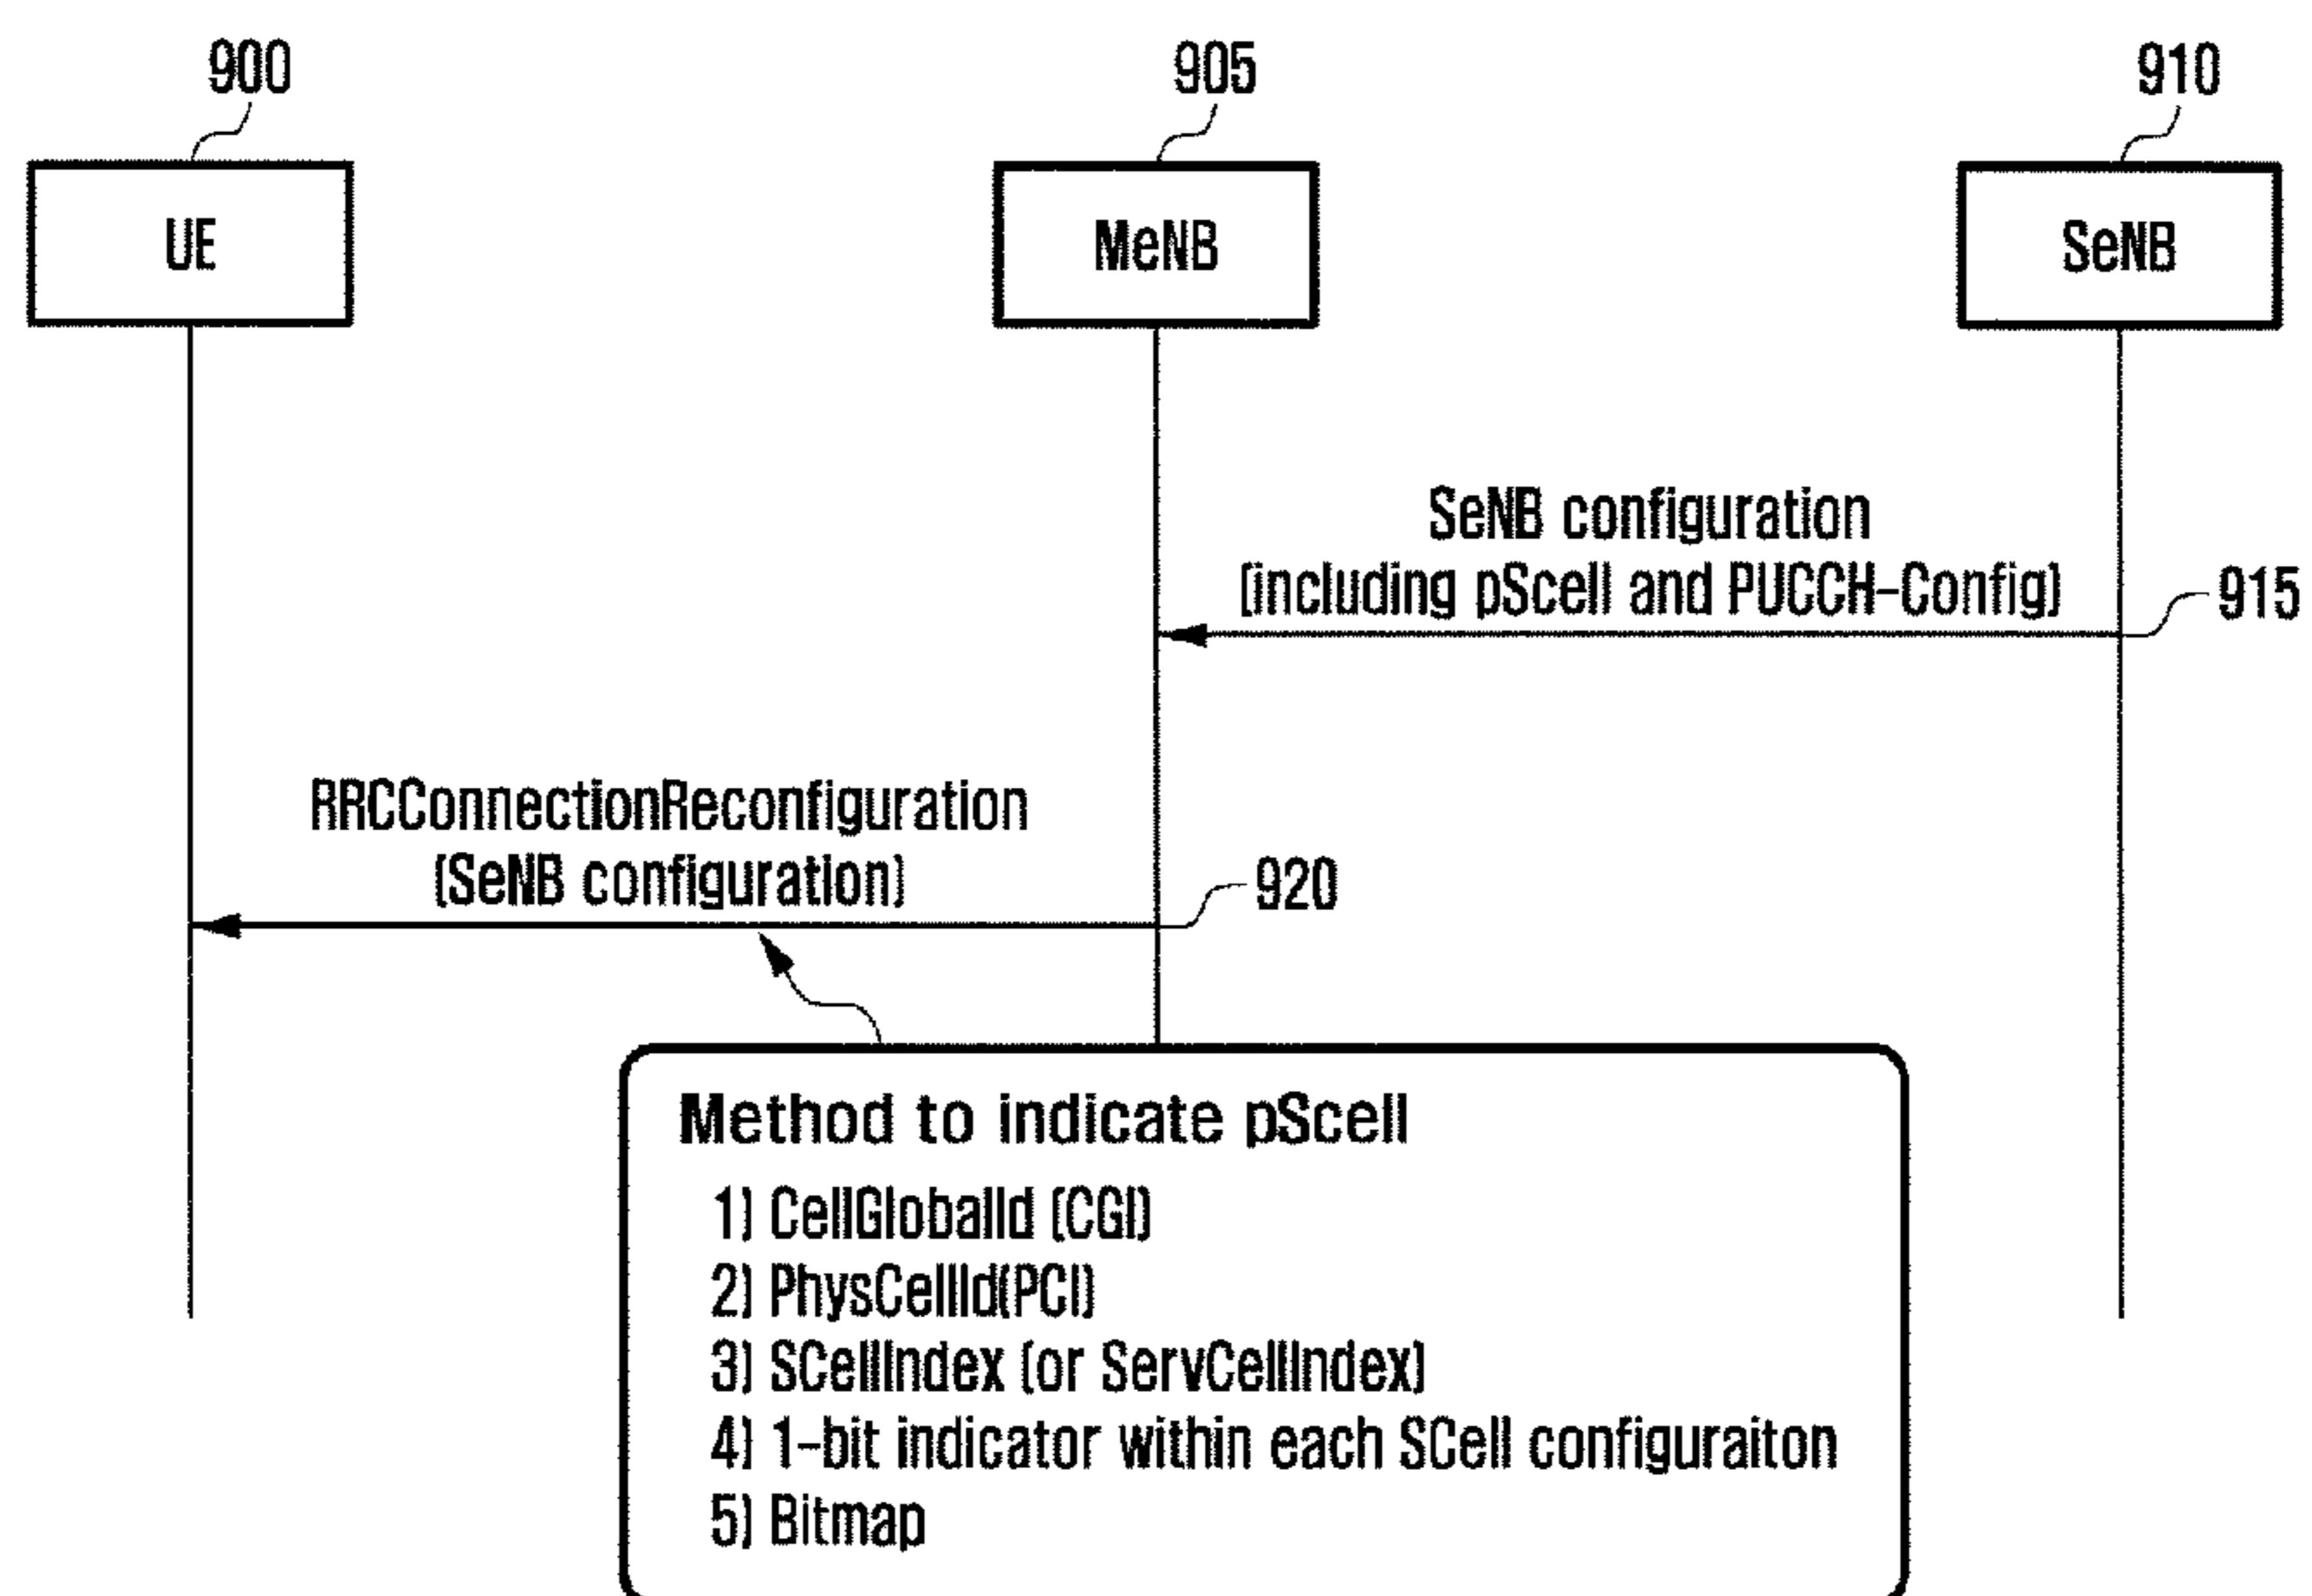 900
905
910
UE
MeNB
SeNB
SeNB configuration
(including pScell and PUCCH-Config)
915
RRCConnectionReconfiguration
(SeNB configuration)
920
Method to indicate pScell
1) CellGlobalId (CGI)
2) PhysCellId(PCI)
3) SCellIndex (or ServCellIndex)
4) 1-bit indicator within each SCell configuraiton
5) Bitmap